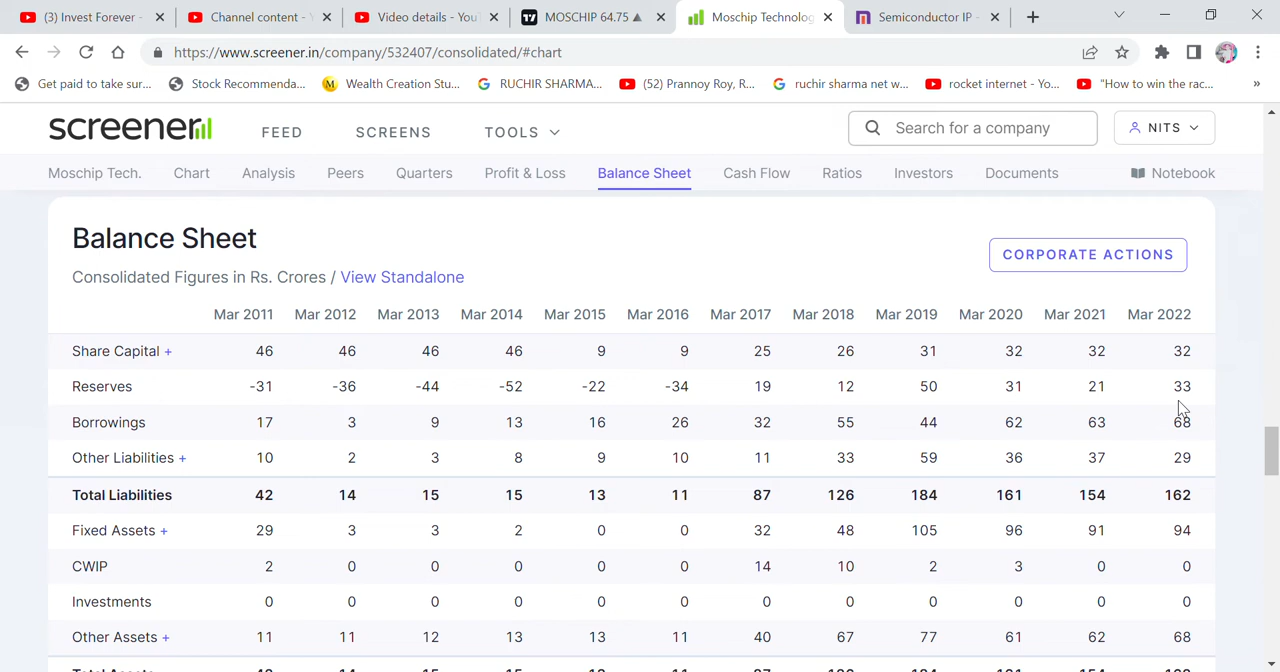 (3) Invest Forever -
Channel content -
Video details - You
MOSCHIP 64.75 ▲
Moschip Technolog
Semiconductor IP -
https://www.screener.in/company/532407/consolidated/#chart
Get paid to take sur...
Stock Recommenda...
Wealth Creation Stu...
RUCHIR SHARMA...
(52) Prannoy Roy, R...
ruchir sharma net w...
rocket internet - Yo...
"How to win the rac...
»
screener
FEED
SCREENS
TOOLS
Search for a company
NITS
Moschip Tech. Chart Analysis Peers Quarters Profit & Loss Balance Sheet Cash Flow Ratios Investors Documents Notebook
Balance Sheet
CORPORATE ACTIONS
Consolidated Figures in Rs. Crores / View Standalone
Mar 2011 Mar 2012 Mar 2013 Mar 2014 Mar 2015 Mar 2016 Mar 2017 Mar 2018 Mar 2019 Mar 2020 Mar 2021 Mar 2022
Share Capital + 46 46 46 46 9 9 25 26 31 32 32 32
Reserves -31 -36 -44 -52 -22 -34 19 12 50 31 21 33
Borrowings 17 3 9 13 16 26 32 55 44 62 63 68
Other Liabilities + 10 2 3 8 9 10 11 33 59 36 37 29
Total Liabilities 42 14 15 15 13 11 87 126 184 161 154 162
Fixed Assets + 29 3 3 2 0 0 32 48 105 96 91 94
CWIP 2 0 0 0 0 0 14 10 2 3 0 0
Investments 0 0 0 0 0 0 0 0 0 0 0 0
Other Assets + 11 11 12 13 13 11 40 67 77 61 62 68